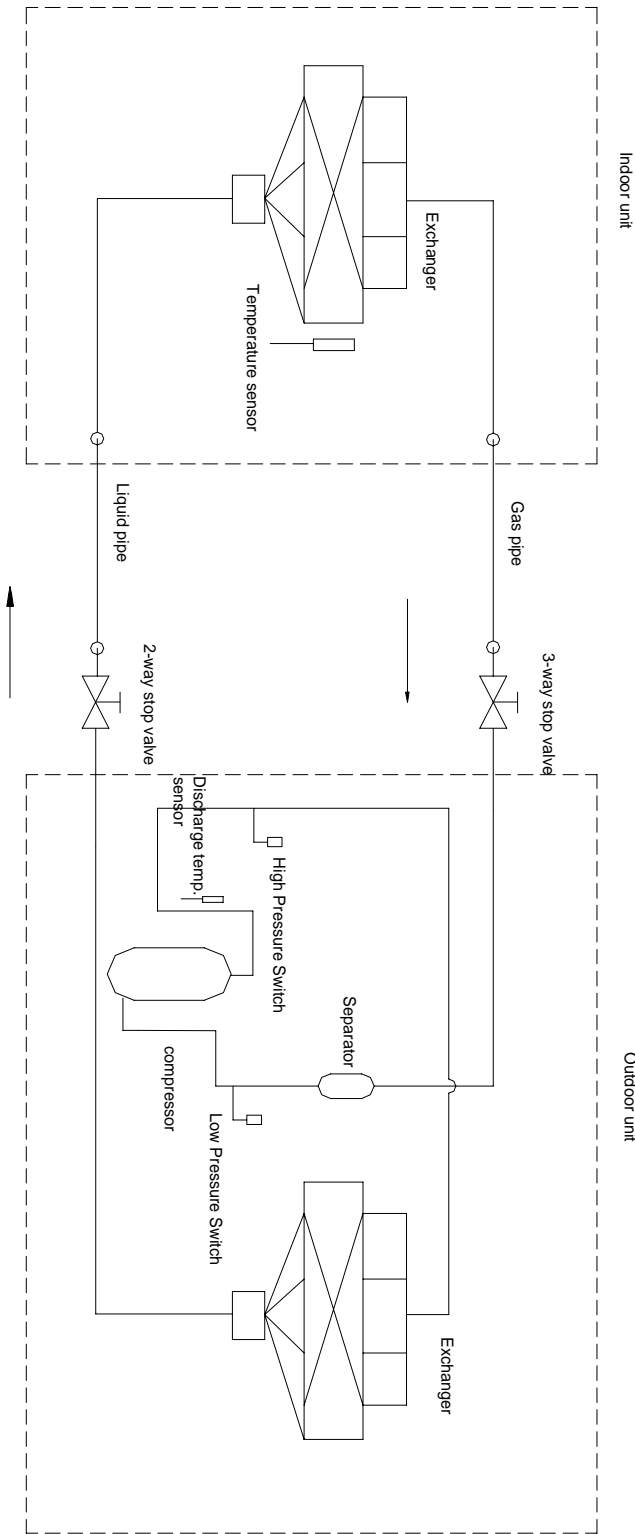 Indoor unit
Outdoor unit
Exchanger
Temperature sensor
Gas pipe
3-way stop valve
Liquid pipe
2-way stop valve
Discharge temp.
sensor
High Pressure Switch
Separator
compressor
Low Pressure Switch
Exchanger